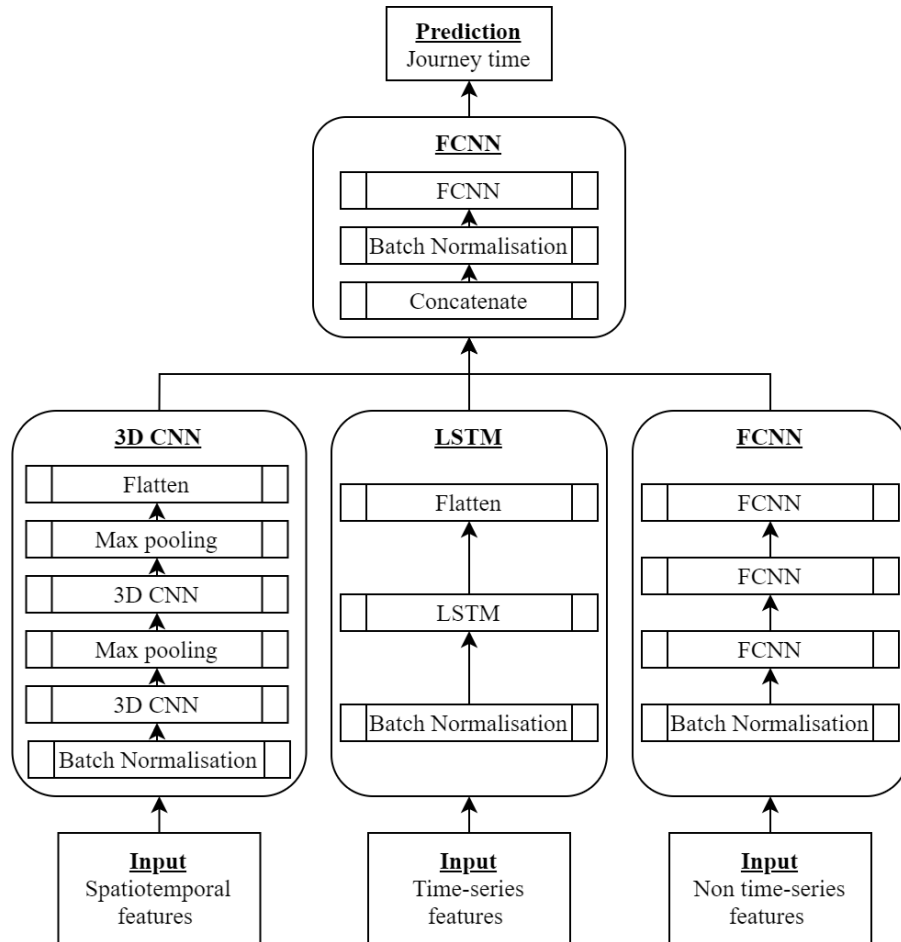 Prediction
Journey time
FCNN
FCNN
Batch Normalisation
Concatenate
3D CNN
Flatten
Max pooling
3D CNN
Max pooling
3D CNN
Batch Normalisation
LSTM
Flatten
LSTM
Batch Normalisation
FCNN
FCNN
FCNN
FCNN
Batch Normalisation
Input
Spatiotemporal
features
Input
Time-series
features
Input
Non time-series
features